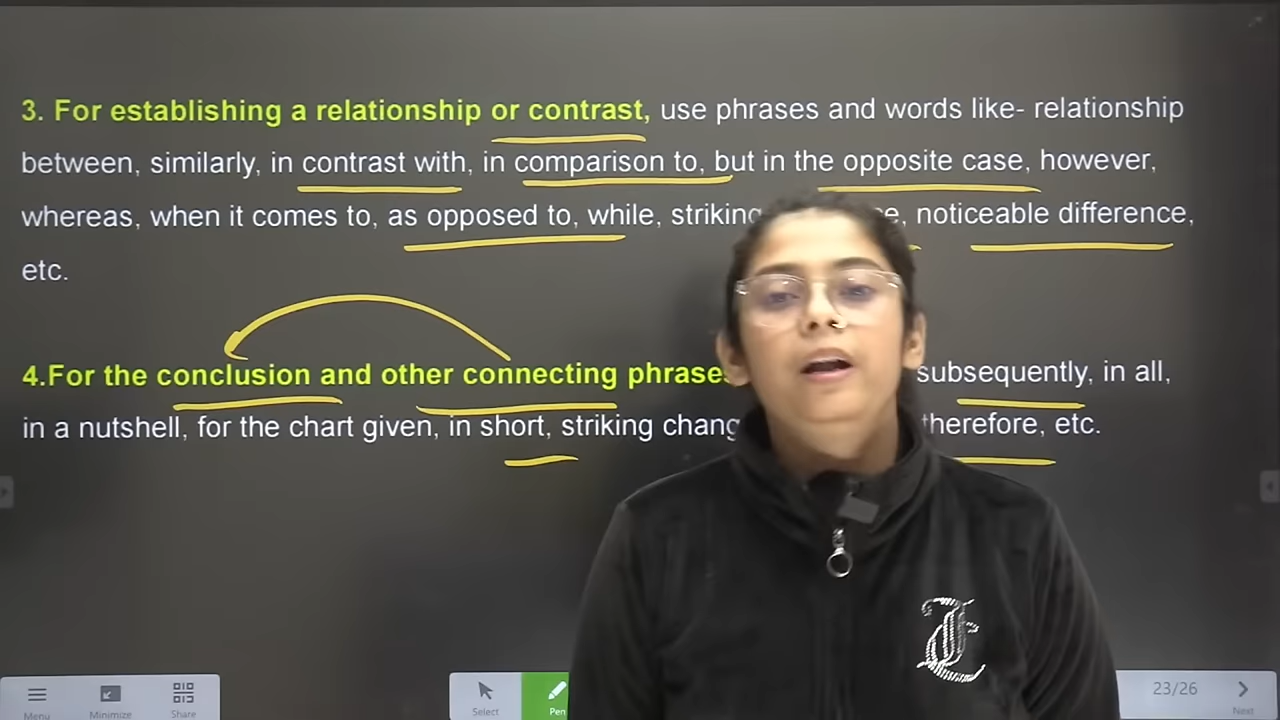 3. For establishing a relationship or contrast, use phrases and words like- relationship
between, similarly, in contrast with, in comparison to, but in the opposite case, however,
whereas, when it comes to, as opposed to, while, striking noticeable difference,
etc.
4.For the conclusion and other connecting phrases subsequently, in all,
in a nutshell, for the chart given, in short, striking therefore, etc.
Menu
Minimize
Share
Select
Pen
23/26
Next